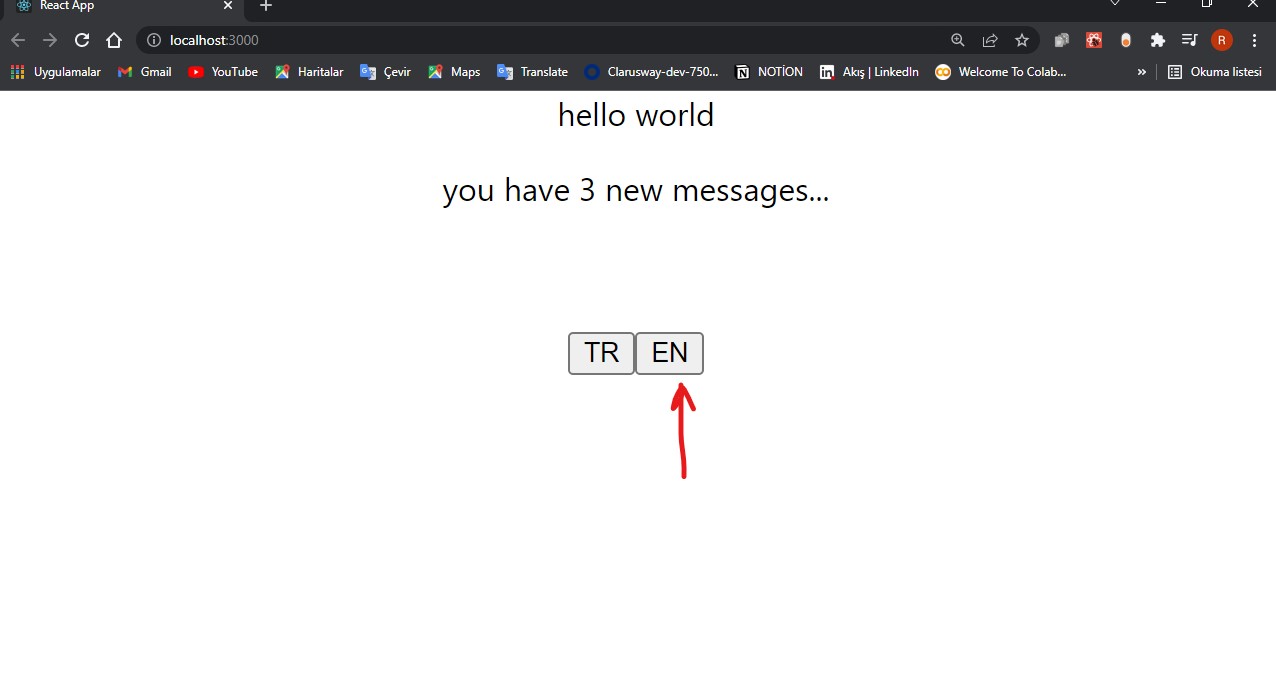 React App
localhost:3000
R
Uygulamalar
Gmail
YouTube
Haritalar
Çevir
Maps
Translate
Clarusway-dev-750...
NOTİON
Akış | LinkedIn
Welcome To Colab...
»
Okuma listesi
hello world
you have 3 new messages...
TR
EN